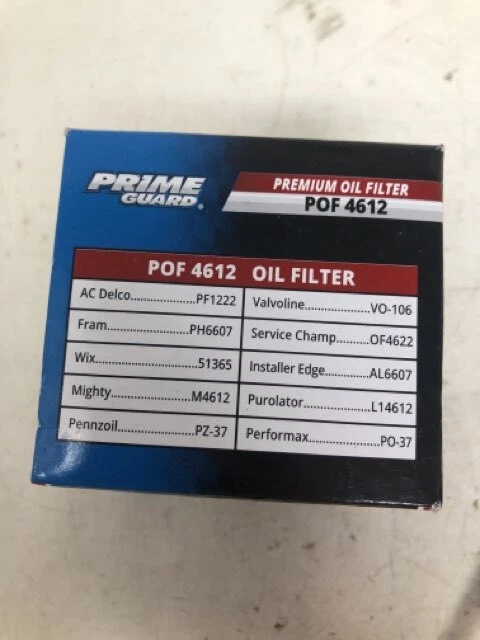 PRIME GUARD®
PREMIUM OIL FILTER
POF 4612
POF 4612 OIL FILTER
AC Delco......................PF1222
Valvoline......................VO-106
Fram............................PH6607
Service Champ............OF4622
Wix................................51365
Installer Edge..............AL6607
Mighty.........................M4612
Purolator......................L14612
Pennzoil.......................PZ-37
Performax....................PO-37